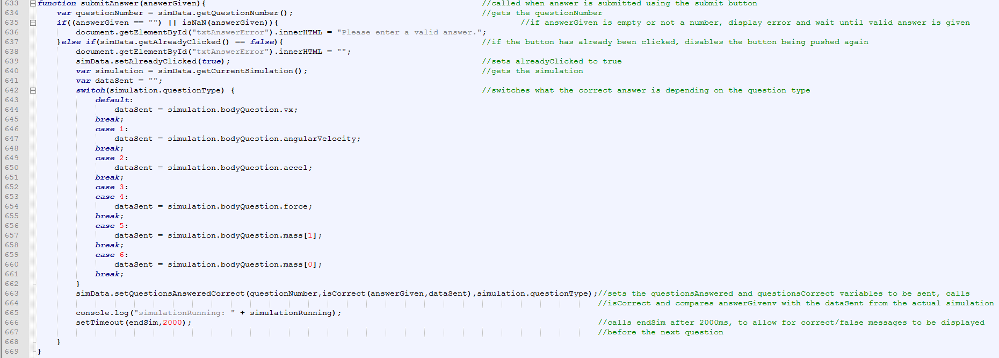 633 function submitAnswer(answerGiven){ //called when answer is submitted using the submit button
634 var questionNumber = simData.getQuestionNumber(); //gets the questionNumber
635 if((answerGiven == "") || isNaN(answerGiven)){ //if answerGiven is empty or not a number, display error and wait until valid answer is given
636 document.getElementById("txtAnswerError").innerHTML = "Please enter a valid answer.";
637 }else if(simData.getAlreadyClicked() == false){ //if the button has already been clicked, disables the button being pushed again
638 document.getElementById("txtAnswerError").innerHTML = "";
639 simData.setAlreadyClicked(true); //sets alreadyClicked to true
640 var simulation = simData.getCurrentSimulation(); //gets the simulation
641 var dataSent = "";
642 switch(simulation.questionType) { //switches what the correct answer is depending on the question type
643 default:
644 dataSent = simulation.bodyQuestion.vx;
645 break;
646 case 1:
647 dataSent = simulation.bodyQuestion.angularVelocity;
648 break;
649 case 2:
650 dataSent = simulation.bodyQuestion.accel;
651 break;
652 case 3:
653 case 4:
654 dataSent = simulation.bodyQuestion.force;
655 break;
656 case 5:
657 dataSent = simulation.bodyQuestion.mass[1];
658 break;
659 case 6:
660 dataSent = simulation.bodyQuestion.mass[0];
661 break;
662 }
663 simData.setQuestionsAnsweredCorrect(questionNumber,isCorrect(answerGiven,dataSent),simulation.questionType);//sets the questionsAnswered and questionsCorrect variables to be sent, calls
664 //isCorrect and compares answerGivenv with the dataSent from the actual simulation
665 console.log("simulationRunning: " + simulationRunning);
666 setTimeout(endSim,2000); //calls endSim after 2000ms, to allow for correct/false messages to be displayed
667 //before the next question
668 }
669 }